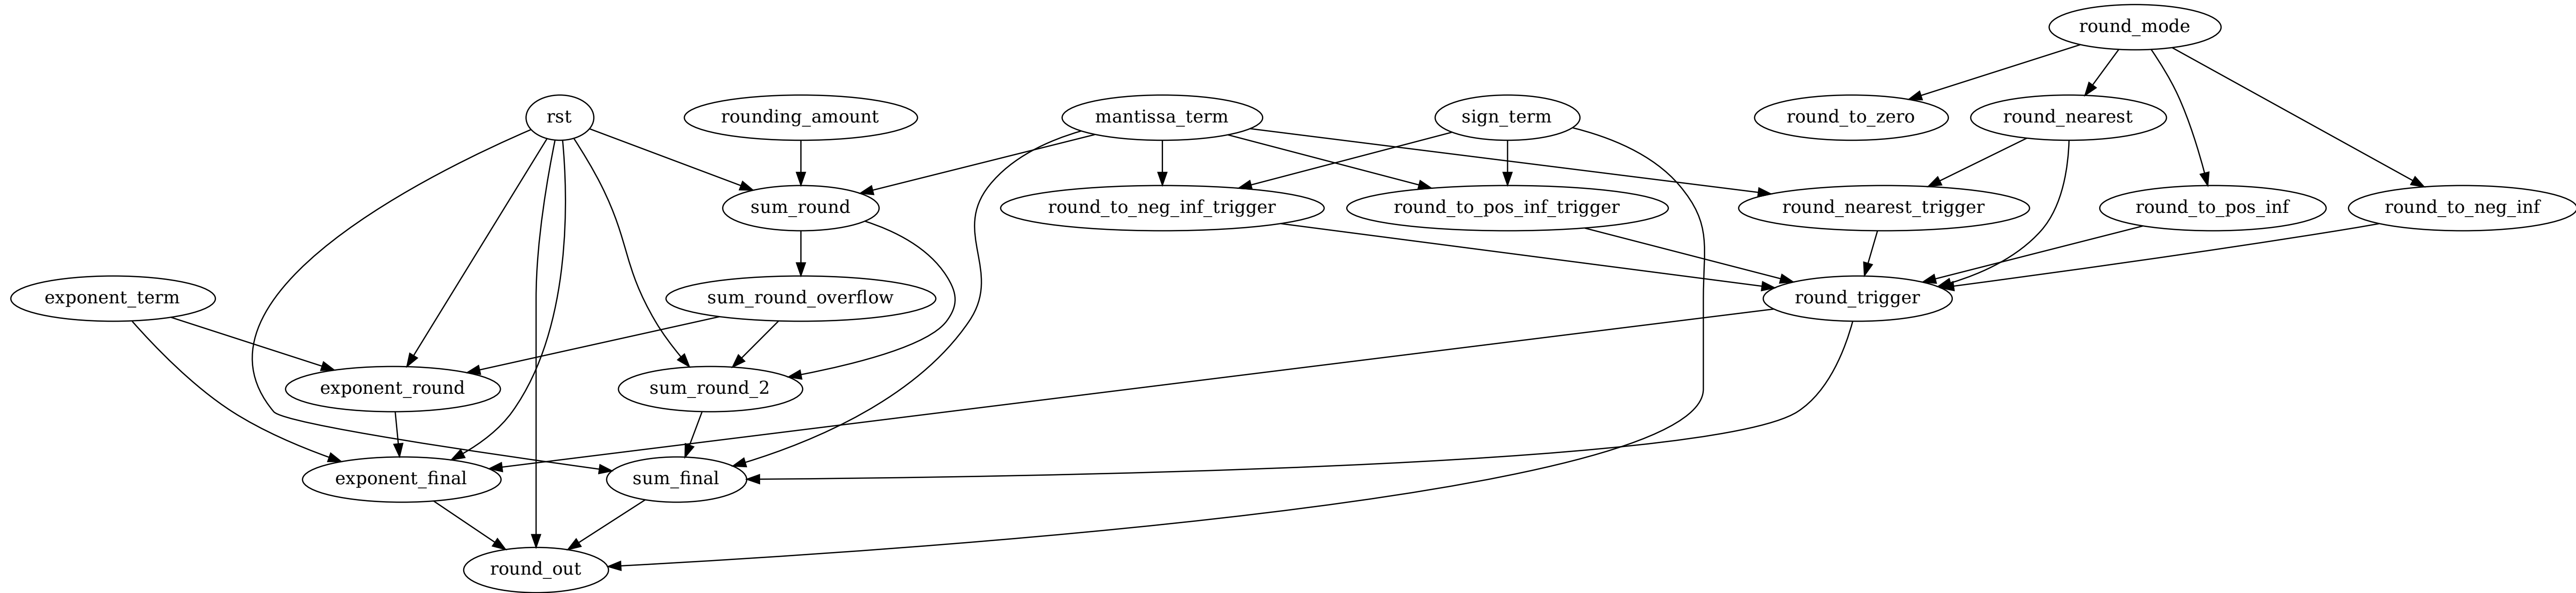 round_mode
rst
rounding_amount
mantissa_term
sign_term
round_to_zero
round_nearest
sum_round
round_to_neg_inf_trigger
round_to_pos_inf_trigger
round_nearest_trigger
round_to_pos_inf
round_to_neg_inf
exponent_term
sum_round_overflow
round_trigger
exponent_round
sum_round_2
exponent_final
sum_final
round_out